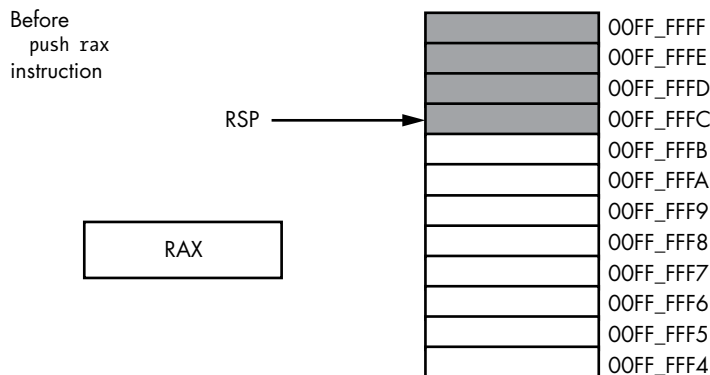 Before
push rax
instruction
RSP
RAX
00FF_FFFF
00FF_FFFE
00FF_FFFD
00FF_FFFC
00FF_FFFB
00FF_FFFA
00FF_FFF9
00FF_FFF8
00FF_FFF7
00FF_FFF6
00FF_FFF5
00FF_FFF4